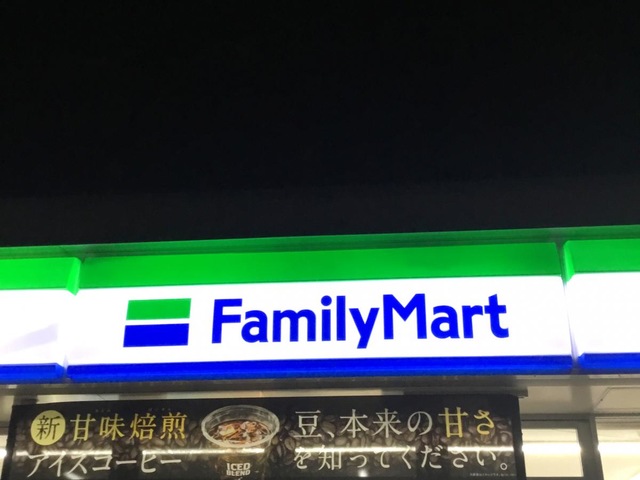 FamilyMart
新 甘味焙煎
アイスコーヒー
ICED
BLEND
豆、本来の甘さ
を知ってください。